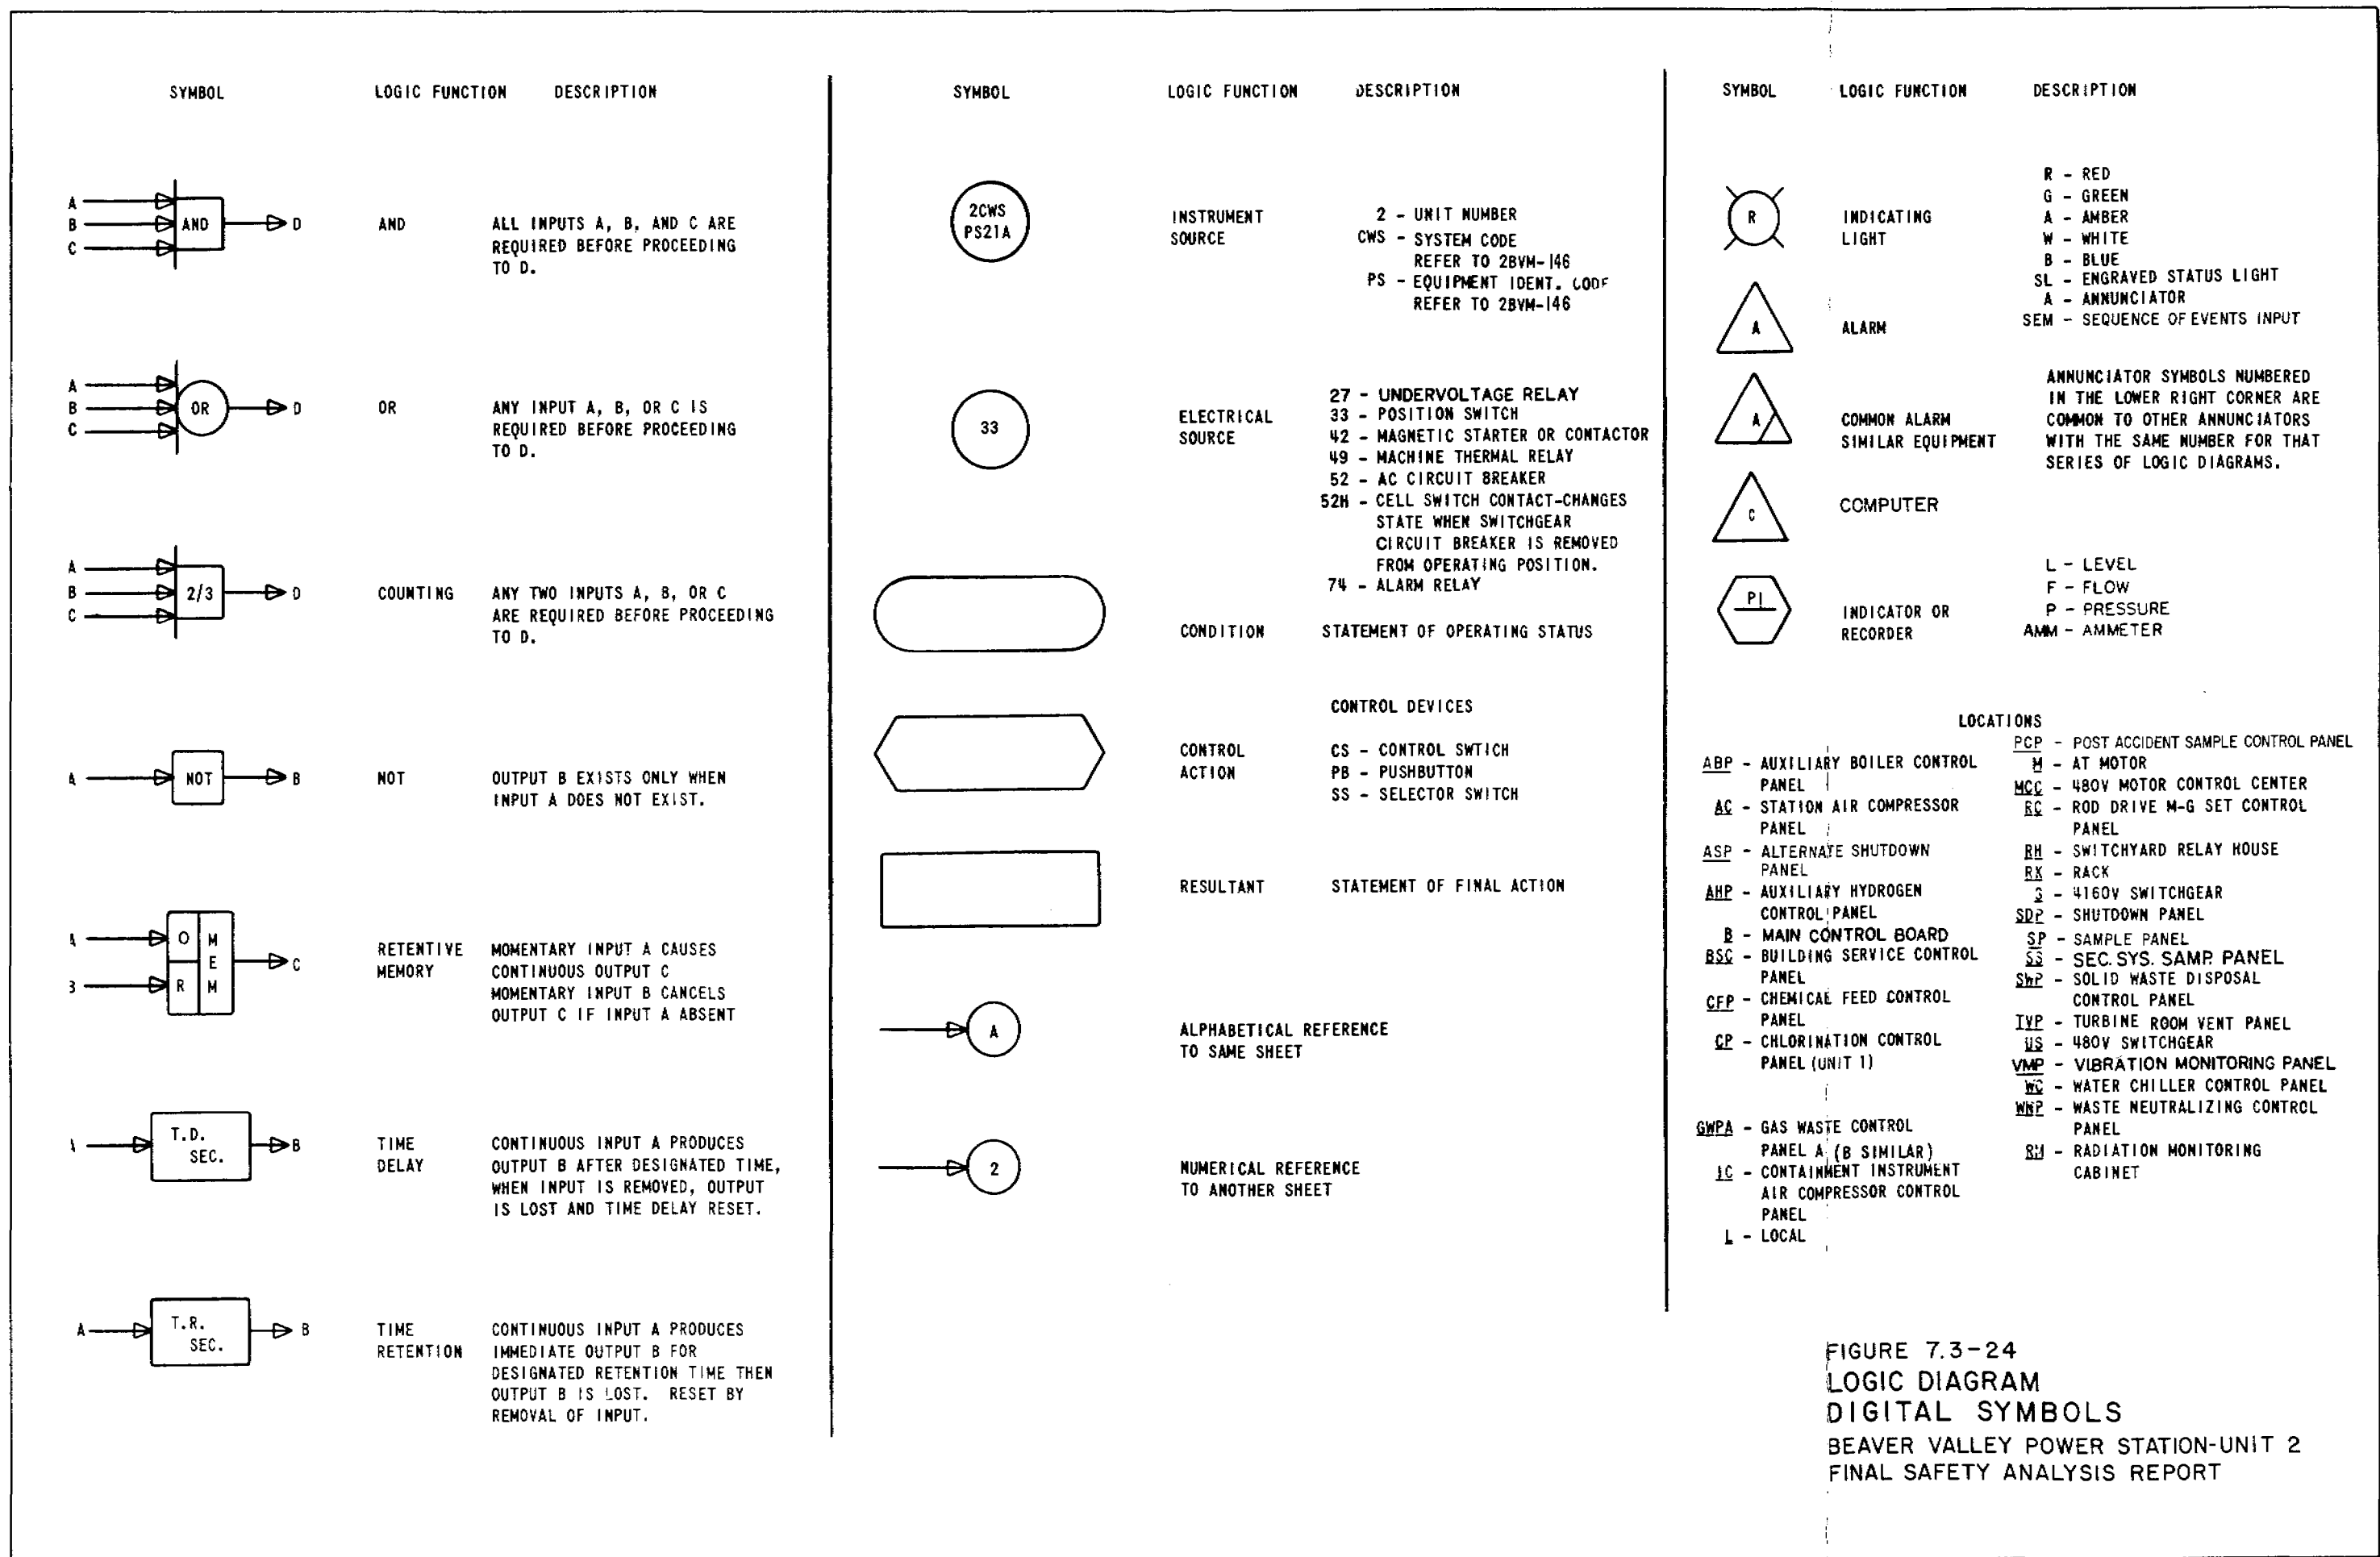 SYMBOL LOGIC FUNCTION DESCRIPTION
A
B
C
AND
D
AND
ALL INPUTS A, B, AND C ARE
REQUIRED BEFORE PROCEEDING
TO D.
A
B
C
OR
D
OR
ANY INPUT A, B, OR C IS
REQUIRED BEFORE PROCEEDING
TO D.
A
B
C
2/3
D
COUNTING
ANY TWO INPUTS A, B, OR C
ARE REQUIRED BEFORE PROCEEDING
TO D.
A
NOT
B
NOT
OUTPUT B EXISTS ONLY WHEN
INPUT A DOES NOT EXIST.
A
B
O
R
M
E
M
C
RETENTIVE
MEMORY
MOMENTARY INPUT A CAUSES
CONTINUOUS OUTPUT C
MOMENTARY INPUT B CANCELS
OUTPUT C IF INPUT A ABSENT
A
T.D.
SEC.
B
TIME
DELAY
CONTINUOUS INPUT A PRODUCES
OUTPUT B AFTER DESIGNATED TIME,
WHEN INPUT IS REMOVED, OUTPUT
IS LOST AND TIME DELAY RESET.
A
T.R.
SEC.
B
TIME
RETENTION
CONTINUOUS INPUT A PRODUCES
IMMEDIATE OUTPUT B FOR
DESIGNATED RETENTION TIME THEN
OUTPUT B IS LOST. RESET BY
REMOVAL OF INPUT.
SYMBOL LOGIC FUNCTION DESCRIPTION
2CWS
PS21A
INSTRUMENT
SOURCE
2 - UNIT NUMBER
CWS - SYSTEM CODE
REFER TO 2BVM-146
PS - EQUIPMENT IDENT. CODE
REFER TO 2BVM-146
33
ELECTRICAL
SOURCE
27 - UNDERVOLTAGE RELAY
33 - POSITION SWITCH
42 - MAGNETIC STARTER OR CONTACTOR
49 - MACHINE THERMAL RELAY
52 - AC CIRCUIT BREAKER
52H - CELL SWITCH CONTACT-CHANGES
STATE WHEN SWITCHGEAR
CIRCUIT BREAKER IS REMOVED
FROM OPERATING POSITION.
74 - ALARM RELAY
CONDITION
STATEMENT OF OPERATING STATUS
CONTROL DEVICES
CONTROL
ACTION
CS - CONTROL SWTICH
PB - PUSHBUTTON
SS - SELECTOR SWITCH
RESULTANT
STATEMENT OF FINAL ACTION
A
ALPHABETICAL REFERENCE
TO SAME SHEET
2
NUMERICAL REFERENCE
TO ANOTHER SHEET
SYMBOL LOGIC FUNCTION DESCRIPTION
R
INDICATING
LIGHT
R - RED
G - GREEN
A - AMBER
W - WHITE
B - BLUE
SL - ENGRAVED STATUS LIGHT
A - ANNUNCIATOR
SEM - SEQUENCE OF EVENTS INPUT
A
ALARM
A
COMMON ALARM
SIMILAR EQUIPMENT
ANNUNCIATOR SYMBOLS NUMBERED
IN THE LOWER RIGHT CORNER ARE
COMMON TO OTHER ANNUNCIATORS
WITH THE SAME NUMBER FOR THAT
SERIES OF LOGIC DIAGRAMS.
C
COMPUTER
PI
INDICATOR OR
RECORDER
L - LEVEL
F - FLOW
P - PRESSURE
AMM - AMMETER
LOCATIONS
ABP - AUXILIARY BOILER CONTROL
PANEL
AC - STATION AIR COMPRESSOR
PANEL
ASP - ALTERNATE SHUTDOWN
PANEL
AHP - AUXILIARY HYDROGEN
CONTROL PANEL
B - MAIN CONTROL BOARD
BSC - BUILDING SERVICE CONTROL
PANEL
CFP - CHEMICAL FEED CONTROL
PANEL
CP - CHLORINATION CONTROL
PANEL (UNIT 1)
GWPA - GAS WASTE CONTROL
PANEL A (B SIMILAR)
IC - CONTAINMENT INSTRUMENT
AIR COMPRESSOR CONTROL
PANEL
L - LOCAL
PCP - POST ACCIDENT SAMPLE CONTROL PANEL
M - AT MOTOR
MCC - 480V MOTOR CONTROL CENTER
RC - ROD DRIVE M-G SET CONTROL
PANEL
RH - SWITCHYARD RELAY HOUSE
RX - RACK
S - 4160V SWITCHGEAR
SDP - SHUTDOWN PANEL
SP - SAMPLE PANEL
SS - SEC. SYS. SAMP. PANEL
SWP - SOLID WASTE DISPOSAL
CONTROL PANEL
TVP - TURBINE ROOM VENT PANEL
US - 480V SWITCHGEAR
VMP - VIBRATION MONITORING PANEL
WC - WATER CHILLER CONTROL PANEL
WNP - WASTE NEUTRALIZING CONTROL
PANEL
RM - RADIATION MONITORING
CABINET
FIGURE 7.3-24
LOGIC DIAGRAM
DIGITAL SYMBOLS
BEAVER VALLEY POWER STATION-UNIT 2
FINAL SAFETY ANALYSIS REPORT